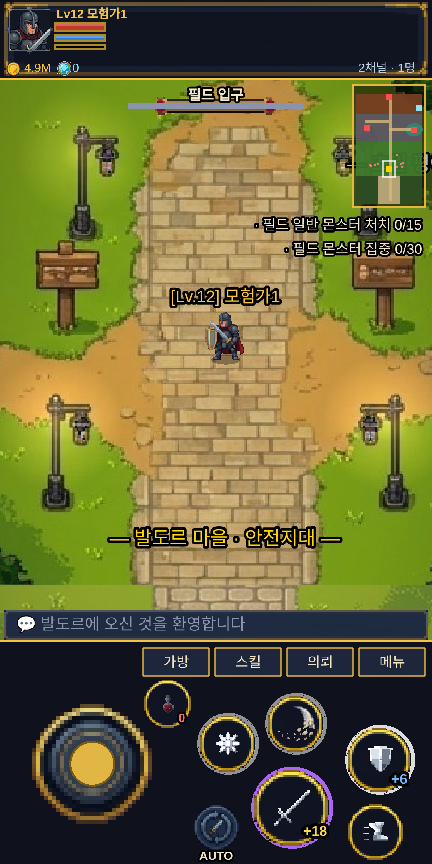 Lv12 모험가1
4.9M
0
2채널 · 1명
필드 입구
· 필드 일반 몬스터 처치 0/15
· 필드 몬스터 집중 0/30
[Lv.12] 모험가1
— 발도르 마을 · 안전지대 —
발도르에 오신 것을 환영합니다
가방
스킬
의뢰
메뉴
0
+6
+18
AUTO